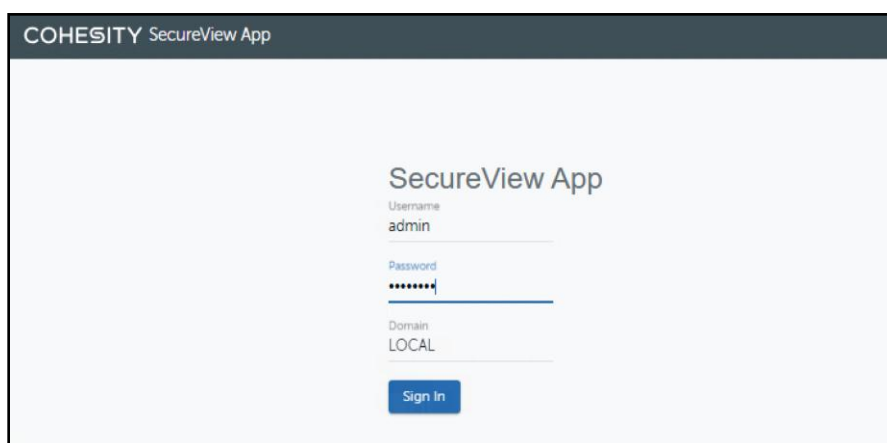 COHESITY SecureView App
SecureView App
Username
admin
Password
••••••••
Domain
LOCAL
Sign In